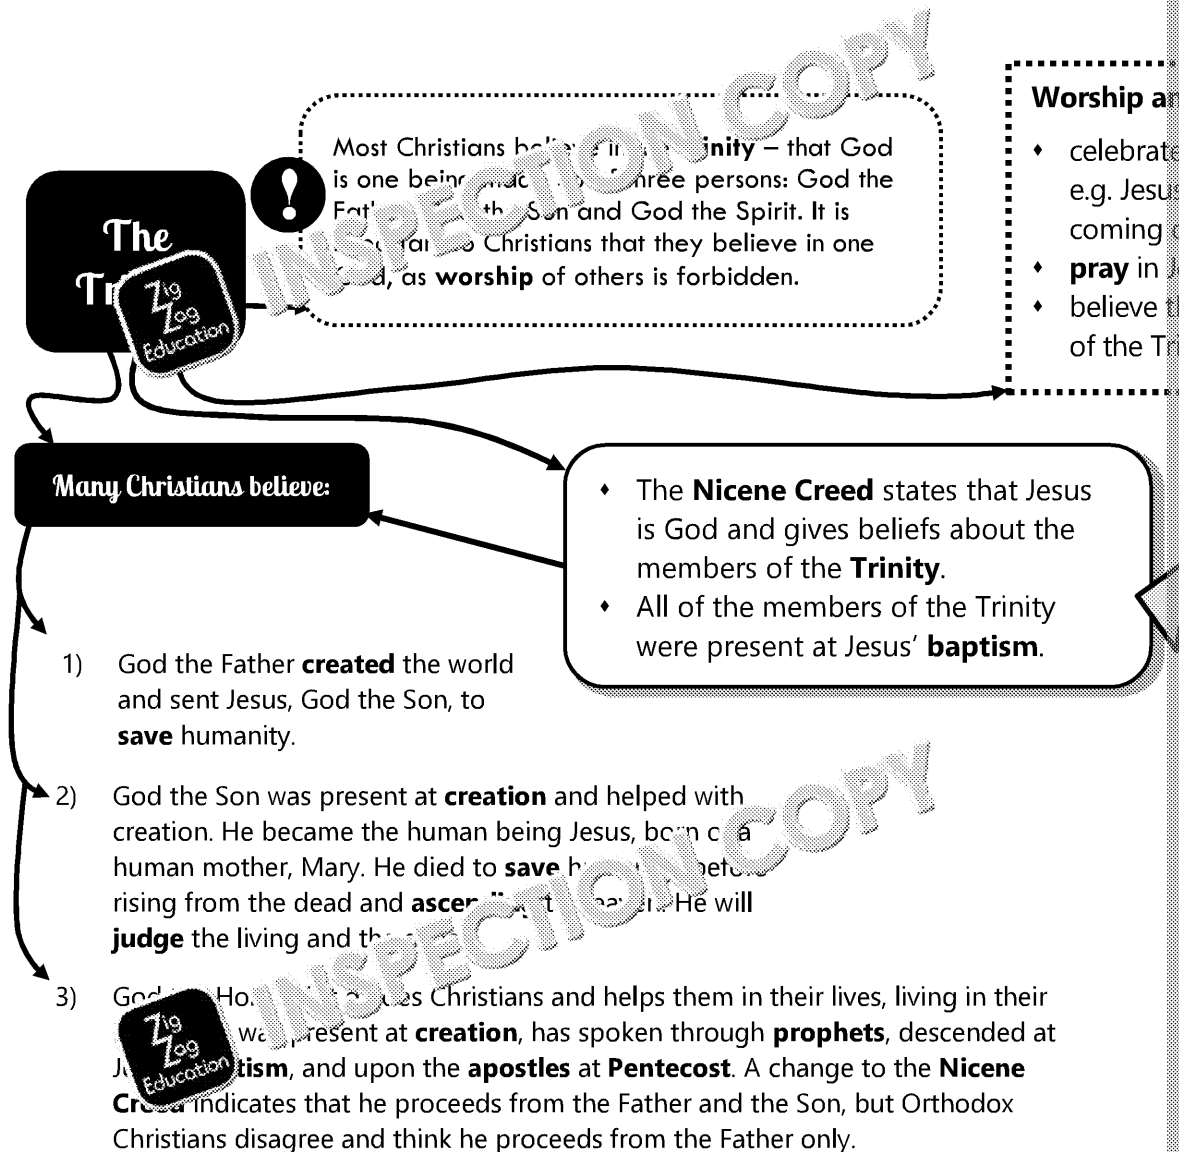 The
INSPECTION COPY
Most Christians believe in the Trinity – that God
is one being three persons: God the
the Son and God the Spirit. It is
to Christians that they believe in one
God, as worship of others is forbidden.
Worship
celebrate
e.g. Jesus
coming
pray in
believe
of the
Zig
Zag
Education
Many Christians believe:
The Nicene Creed states that Jesus
is God and gives beliefs about the
members of the Trinity.
All of the members of the Trinity
were present at Jesus' baptism.
1) God the Father created the world
and sent Jesus, God the Son, to
save humanity.
2) God the Son was present at creation and helped with
creation. He became the human being Jesus, born of a
human mother, Mary. He died to save before
rising from the dead and ascending to heaven. He will
judge the living and the
INSPECTION COPY
3) God Christians and helps them in their lives, living in their
was present at creation, has spoken through prophets, descended at
and upon the apostles at Pentecost. A change to the Nicene
Creed indicates that he proceeds from the Father and the Son, but Orthodox
Christians disagree and think he proceeds from the Father only.
Zig
Zag
Education